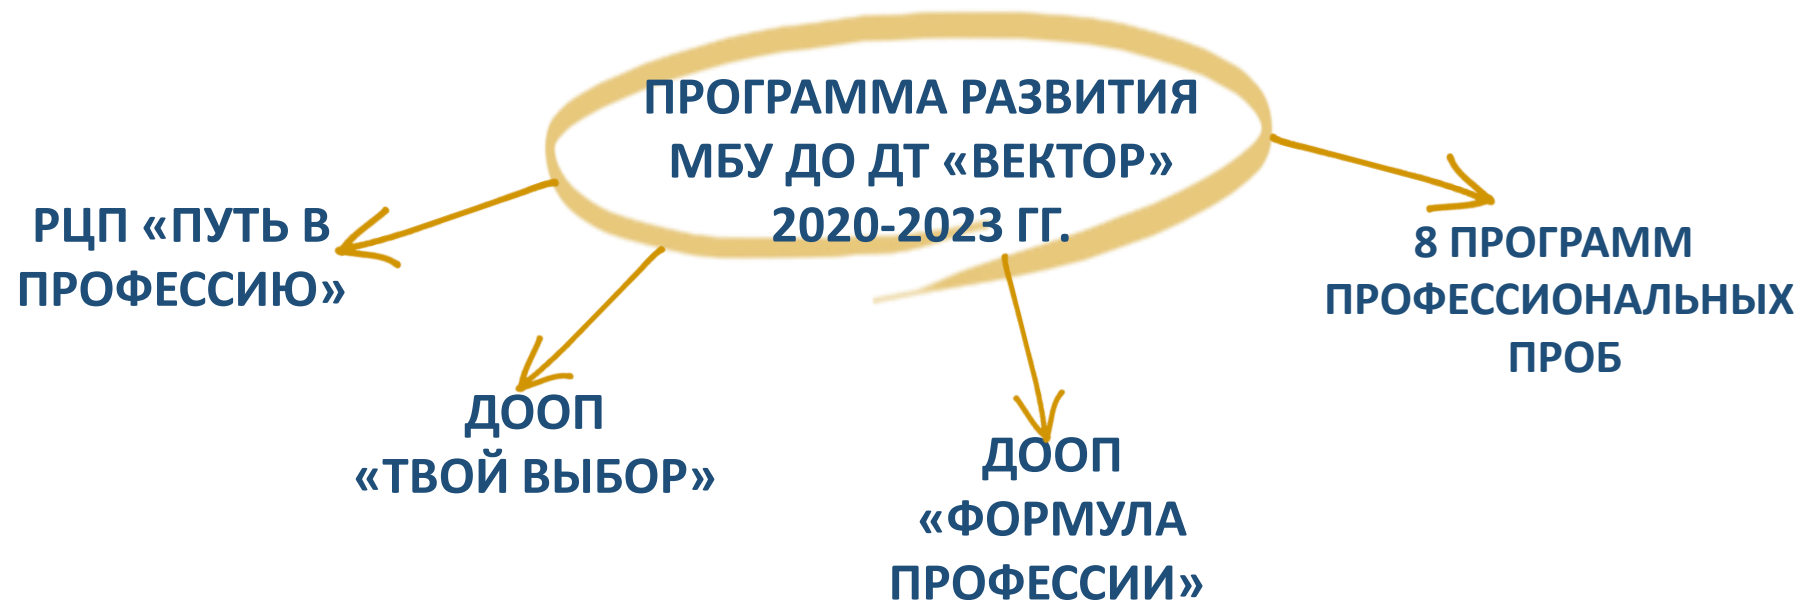 ПРОГРАММА РАЗВИТИЯ
МБУ ДО ДТ «ВЕКТОР»
2020-2023 ГГ.
РЦП «ПУТЬ В
ПРОФЕССИЮ»
ДООП
«ТВОЙ ВЫБОР»
ДООП
«ФОРМУЛА
ПРОФЕССИИ»
8 ПРОГРАММ
ПРОФЕССИОНАЛЬНЫХ
ПРОБ